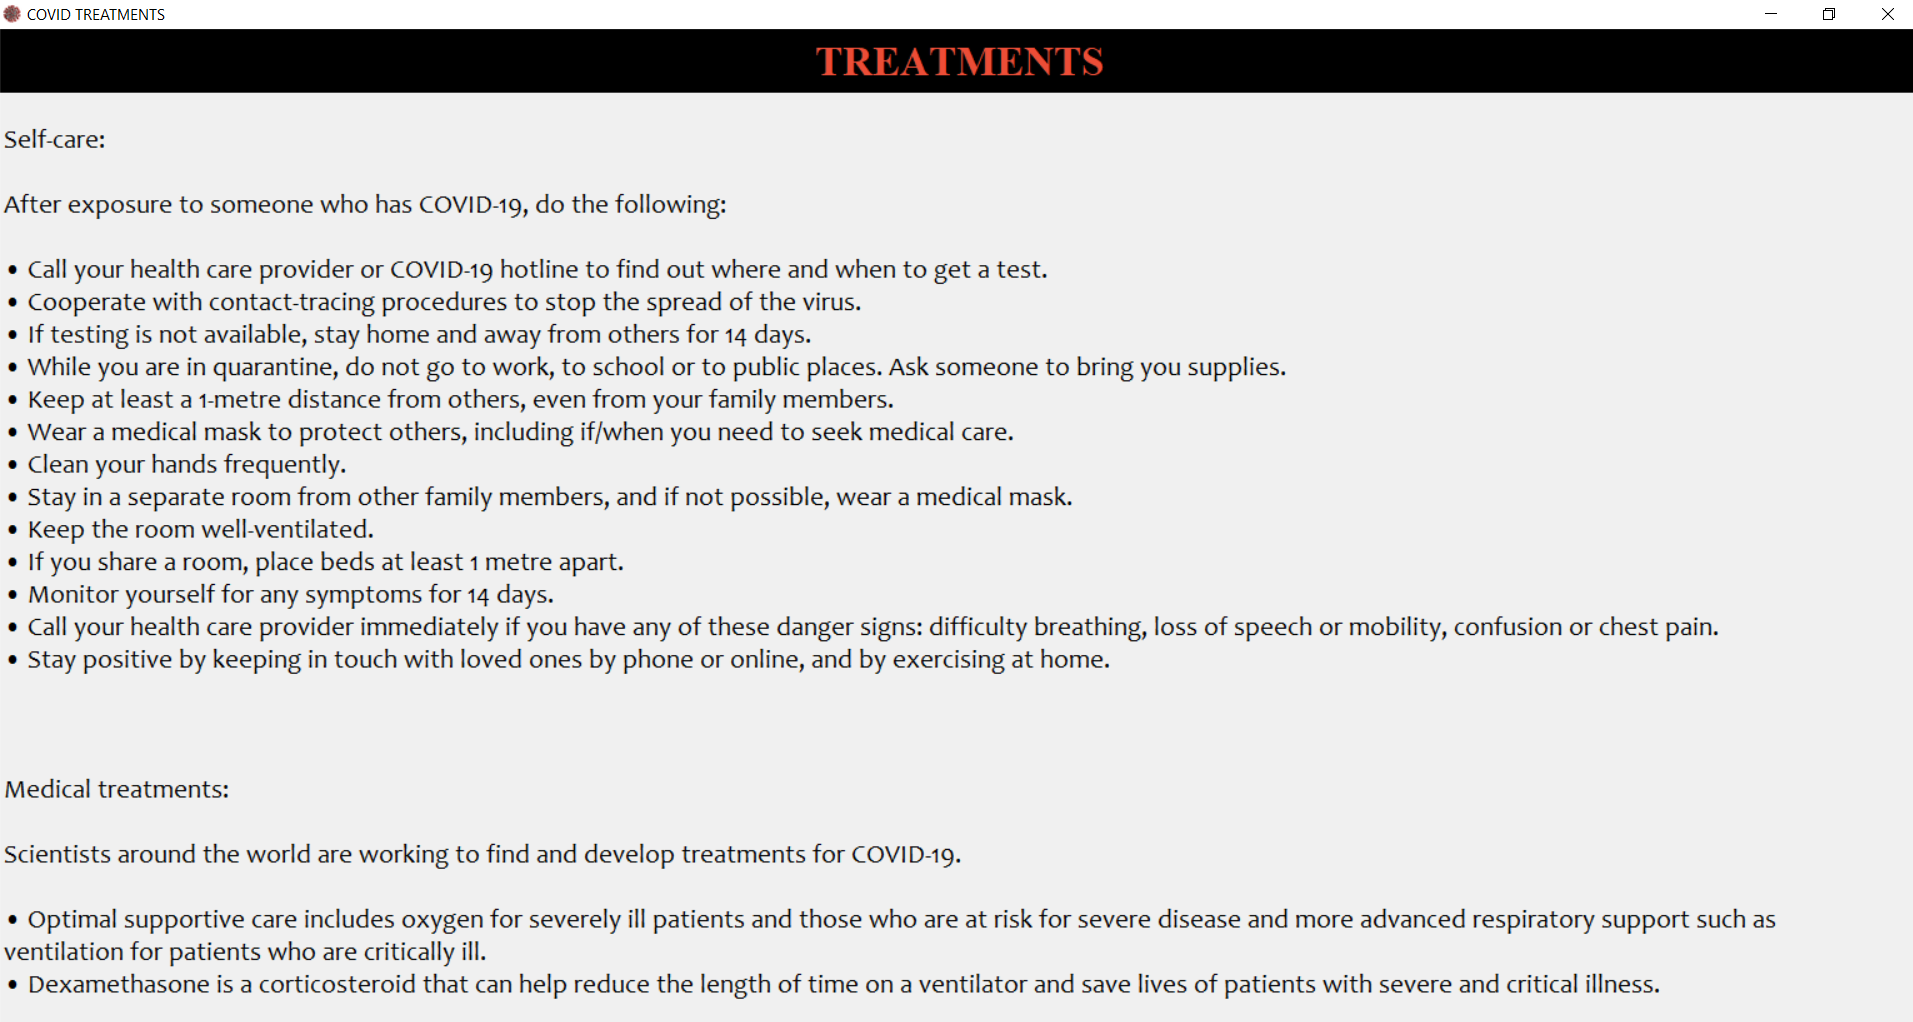 COVID TREATMENTS
TREATMENTS
Self-care:
After exposure to someone who has COVID-19, do the following:
• Call your health care provider or COVID-19 hotline to find out where and when to get a test.
• Cooperate with contact-tracing procedures to stop the spread of the virus.
• If testing is not available, stay home and away from others for 14 days.
• While you are in quarantine, do not go to work, to school or to public places. Ask someone to bring you supplies.
• Keep at least a 1-metre distance from others, even from your family members.
• Wear a medical mask to protect others, including if/when you need to seek medical care.
• Clean your hands frequently.
• Stay in a separate room from other family members, and if not possible, wear a medical mask.
• Keep the room well-ventilated.
• If you share a room, place beds at least 1 metre apart.
• Monitor yourself for any symptoms for 14 days.
• Call your health care provider immediately if you have any of these danger signs: difficulty breathing, loss of speech or mobility, confusion or chest pain.
• Stay positive by keeping in touch with loved ones by phone or online, and by exercising at home.
Medical treatments:
Scientists around the world are working to find and develop treatments for COVID-19.
• Optimal supportive care includes oxygen for severely ill patients and those who are at risk for severe disease and more advanced respiratory support such as
ventilation for patients who are critically ill.
• Dexamethasone is a corticosteroid that can help reduce the length of time on a ventilator and save lives of patients with severe and critical illness.